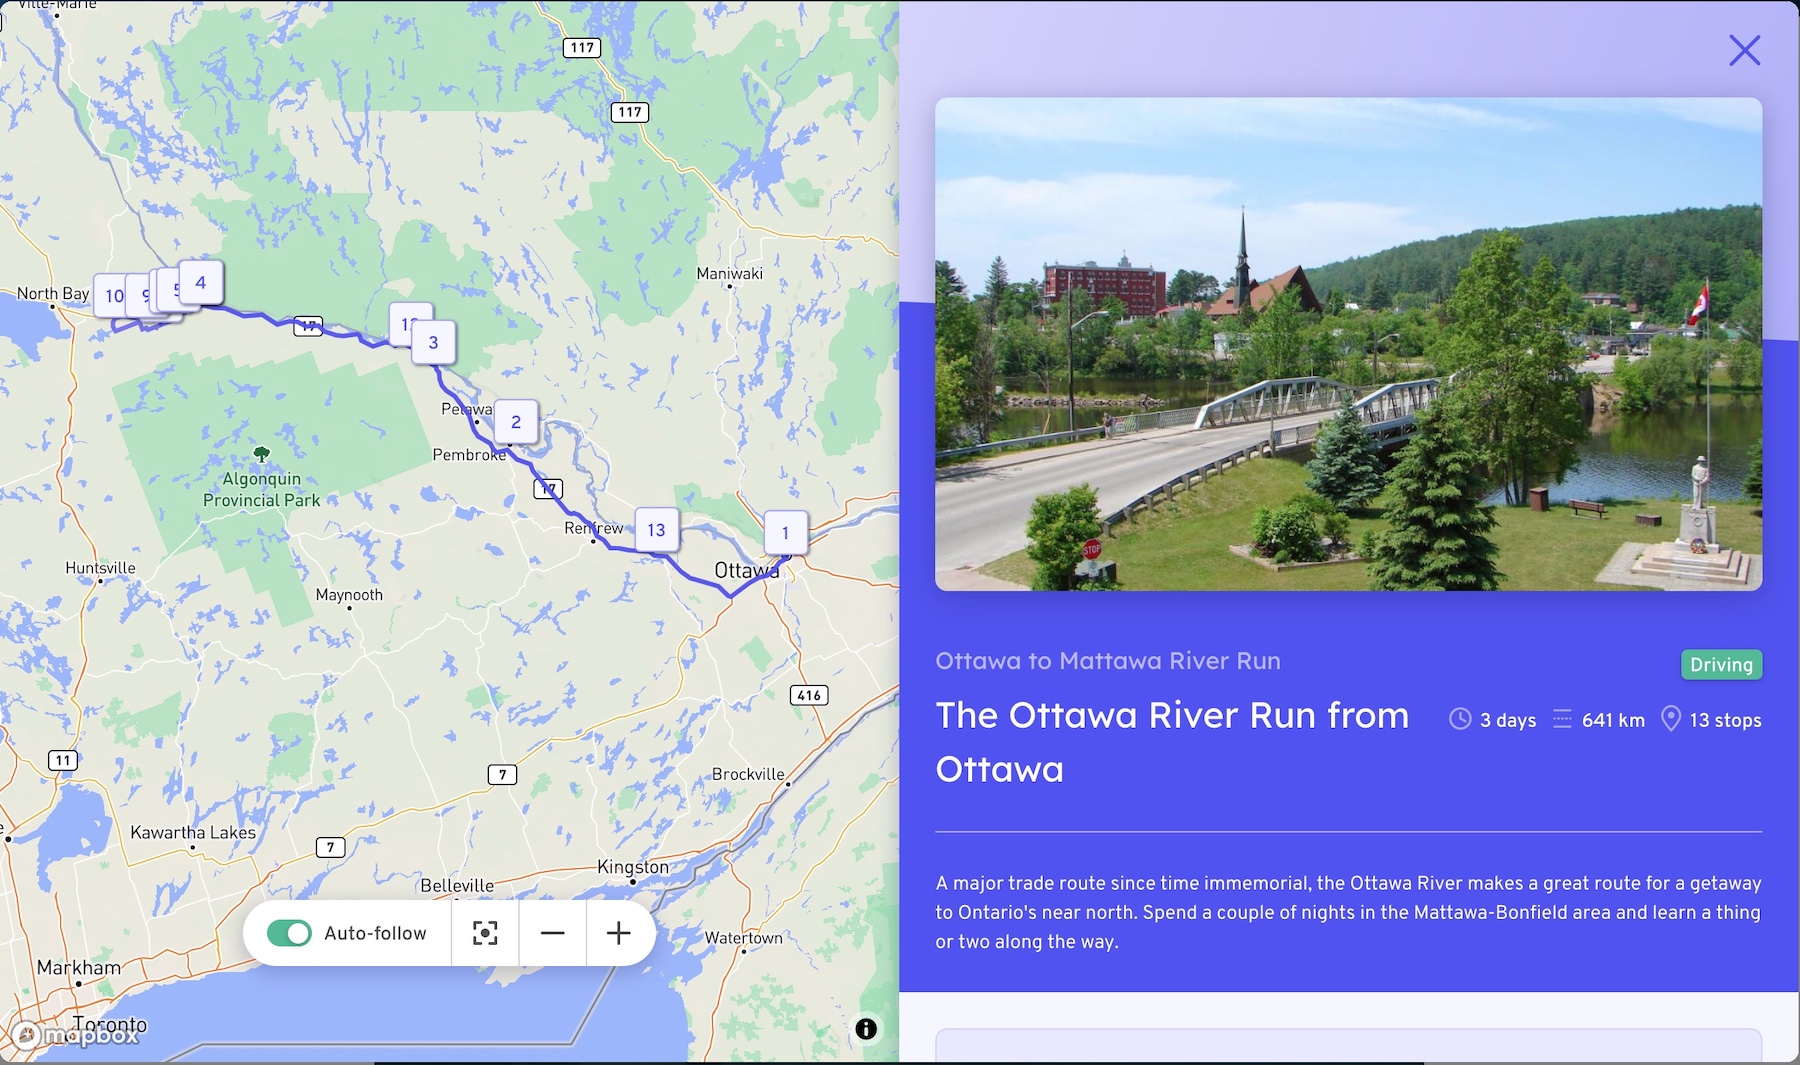 Ville-Marie
117
117
Maniwaki
North Bay
10
9
5
4
17
12
3
Petawawa
2
Pembroke
17
Algonquin
Provincial Park
Renfrew
13
1
Ottawa
Huntsville
Maynooth
416
11
7
Brockville
Kawartha Lakes
7
Kingston
Belleville
Auto-follow
Watertown
Markham
Toronto
mapbox
STOP
Ottawa to Mattawa River Run
Driving
The Ottawa River Run from
Ottawa
3 days
641 km
13 stops
A major trade route since time immemorial, the Ottawa River makes a great route for a getaway
to Ontario's near north. Spend a couple of nights in the Mattawa-Bonfield area and learn a thing
or two along the way.